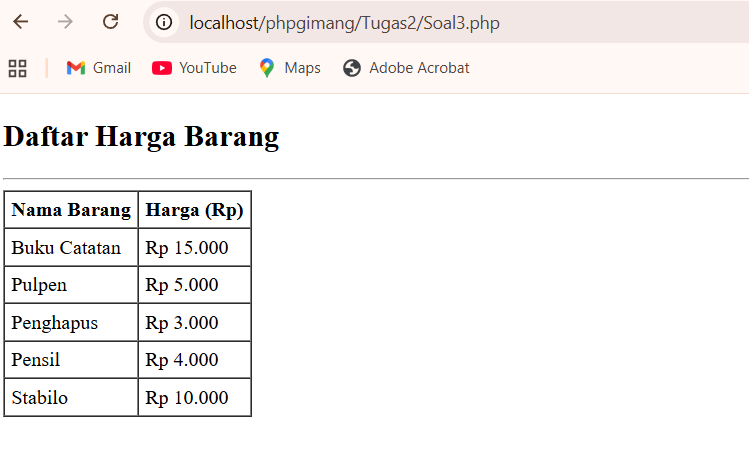 localhost/phpgimang/Tugas2/Soal3.php
Gmail YouTube Maps Adobe Acrobat
Daftar Harga Barang
Nama Barang Harga (Rp)
Buku Catatan Rp 15.000
Pulpen Rp 5.000
Penghapus Rp 3.000
Pensil Rp 4.000
Stabilo Rp 10.000